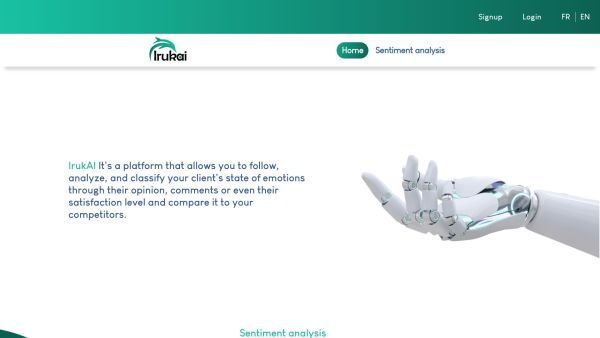 Signup Login FR EN
Irukai
Home Sentiment analysis
IrukAI It's a platform that allows you to follow,
analyze, and classify your client's state of emotions
through their opinion, comments or even their
satisfaction level and compare it to your
competitors.
Sentiment analysis